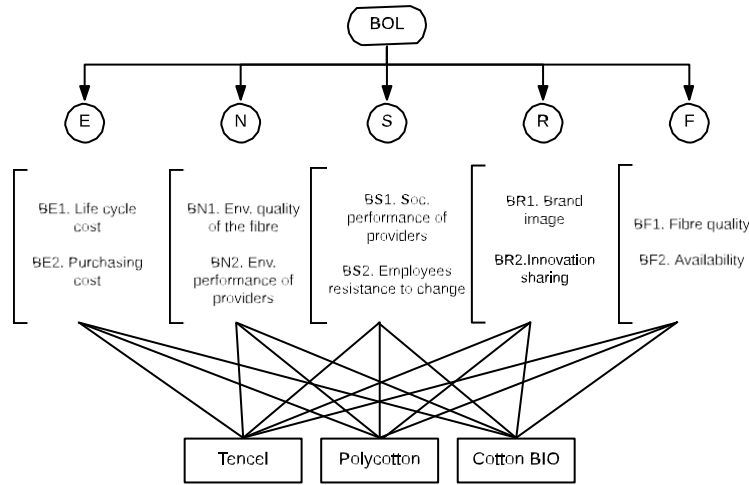 BOL
E
N
S
R
F
BE1. Life cycle
cost
BE2. Purchasing
cost
BN1. Env. quality
of the fibre
BN2. Env.
performance of
providers
BS1. Soc.
performance of
providers
BS2. Employees
resistance to change
BR1. Brand
image
BR2.Innovation
sharing
BF1. Fibre quality
BF2. Availability
Tencel
Polycotton
Cotton BIO